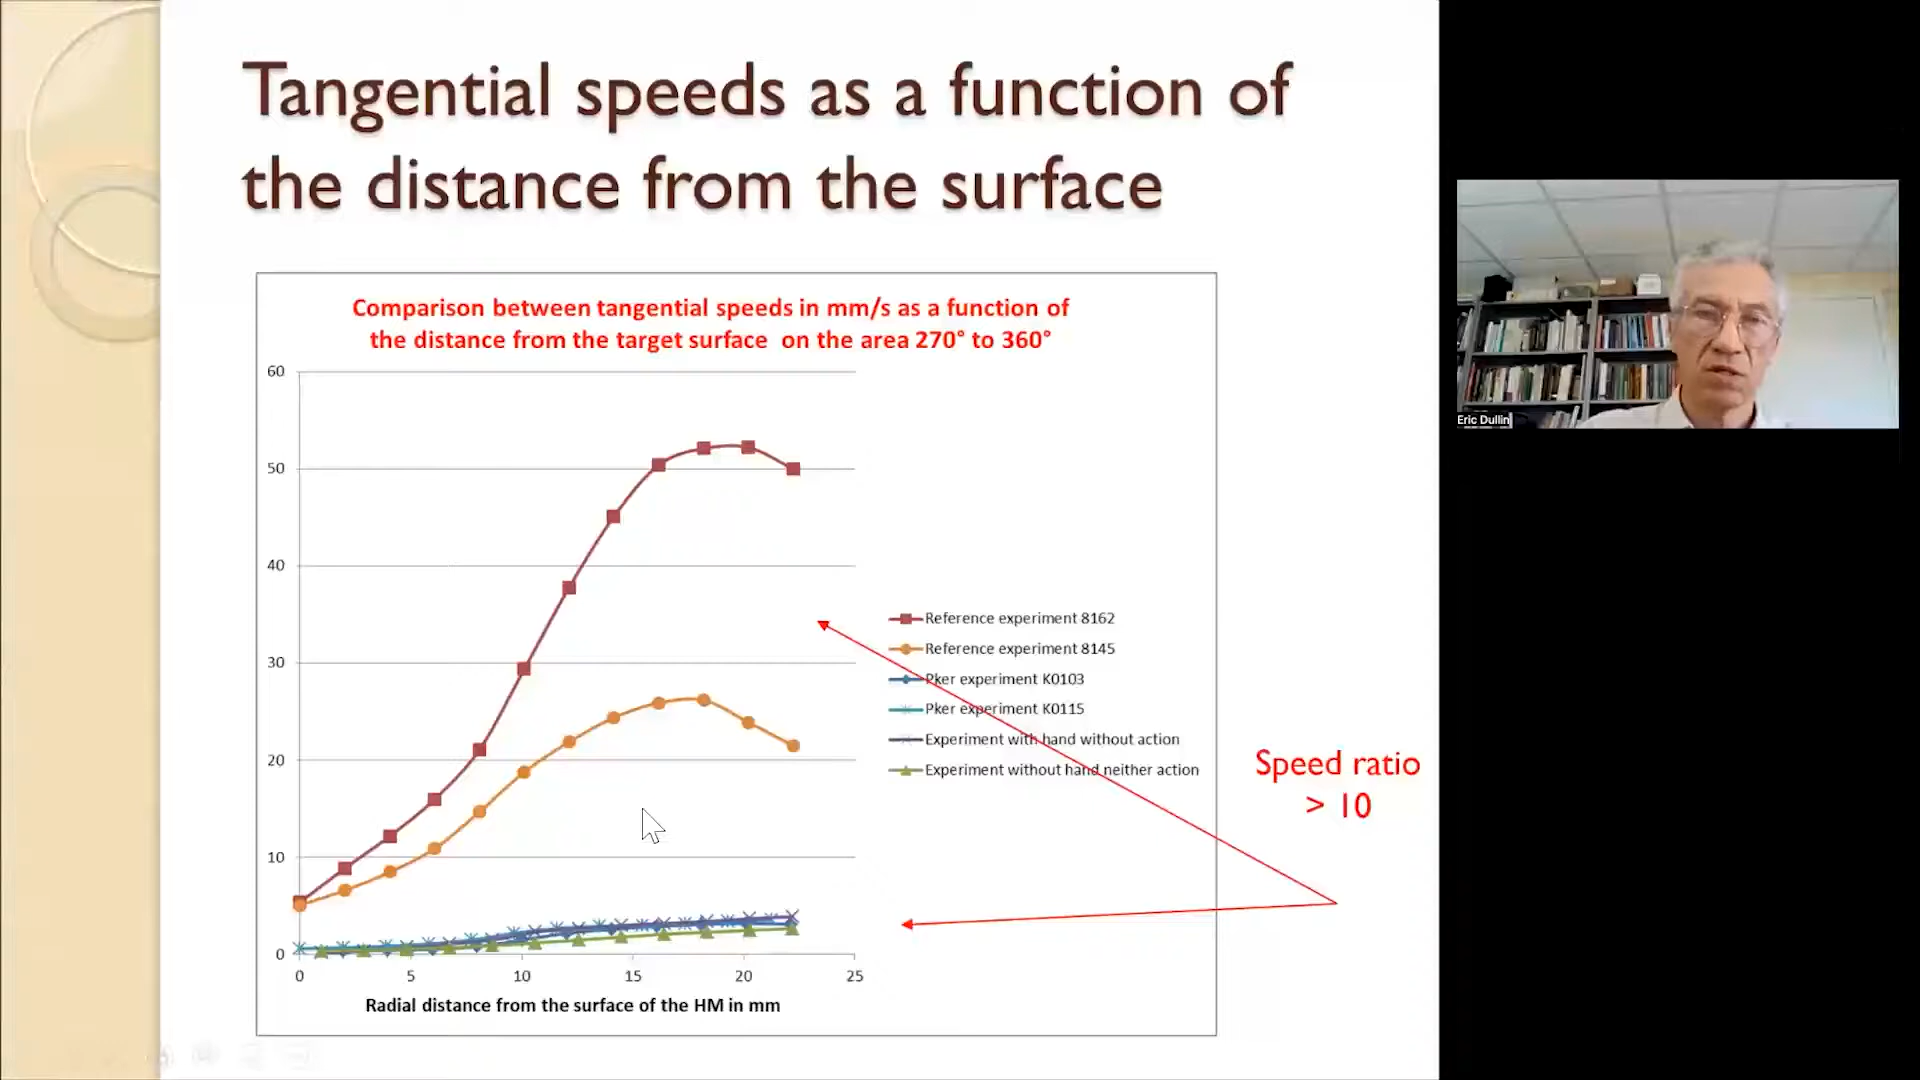 Tangential speeds as a function of
the distance from the surface
Comparison between tangential speeds in mm/s as a function of
the distance from the target surface on the area 270° to 360°
60
50
40
30
20
10
0
0 5 10 15 20 25
Radial distance from the surface of the HM in mm
Reference experiment 8162
Reference experiment 8145
Pker experiment K0103
Pker experiment K0115
Experiment with hand without action
Experiment without hand neither action
Speed ratio
> 10
Eric Dullin